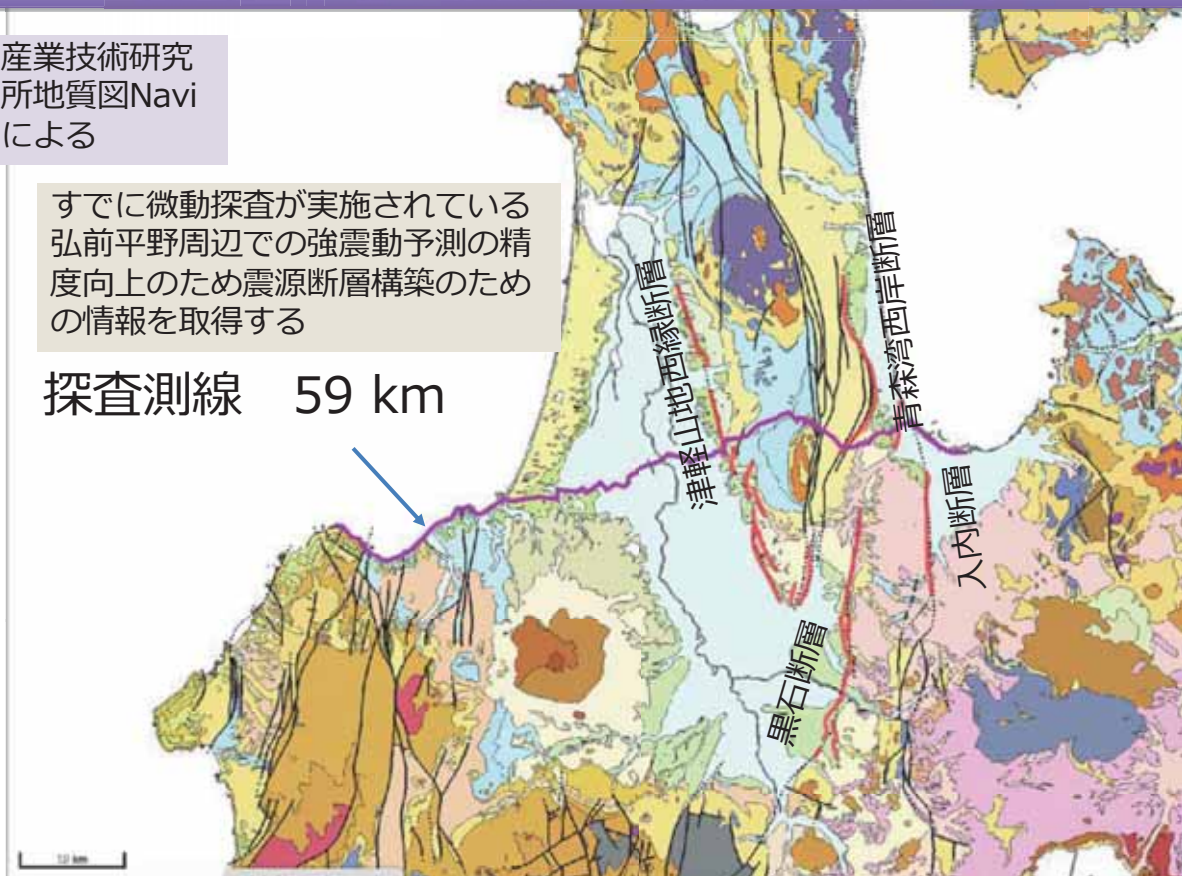 産業技術研究
所地質図Navi
による
すでに微動探査が実施されている
弘前平野周辺での強震動予測の精
度向上のため震源断層構築のため
の情報を取得する
探査測線 59 km
津軽山地西縁断層
青森湾西岸断層
入内断層
黒石断層
10 km